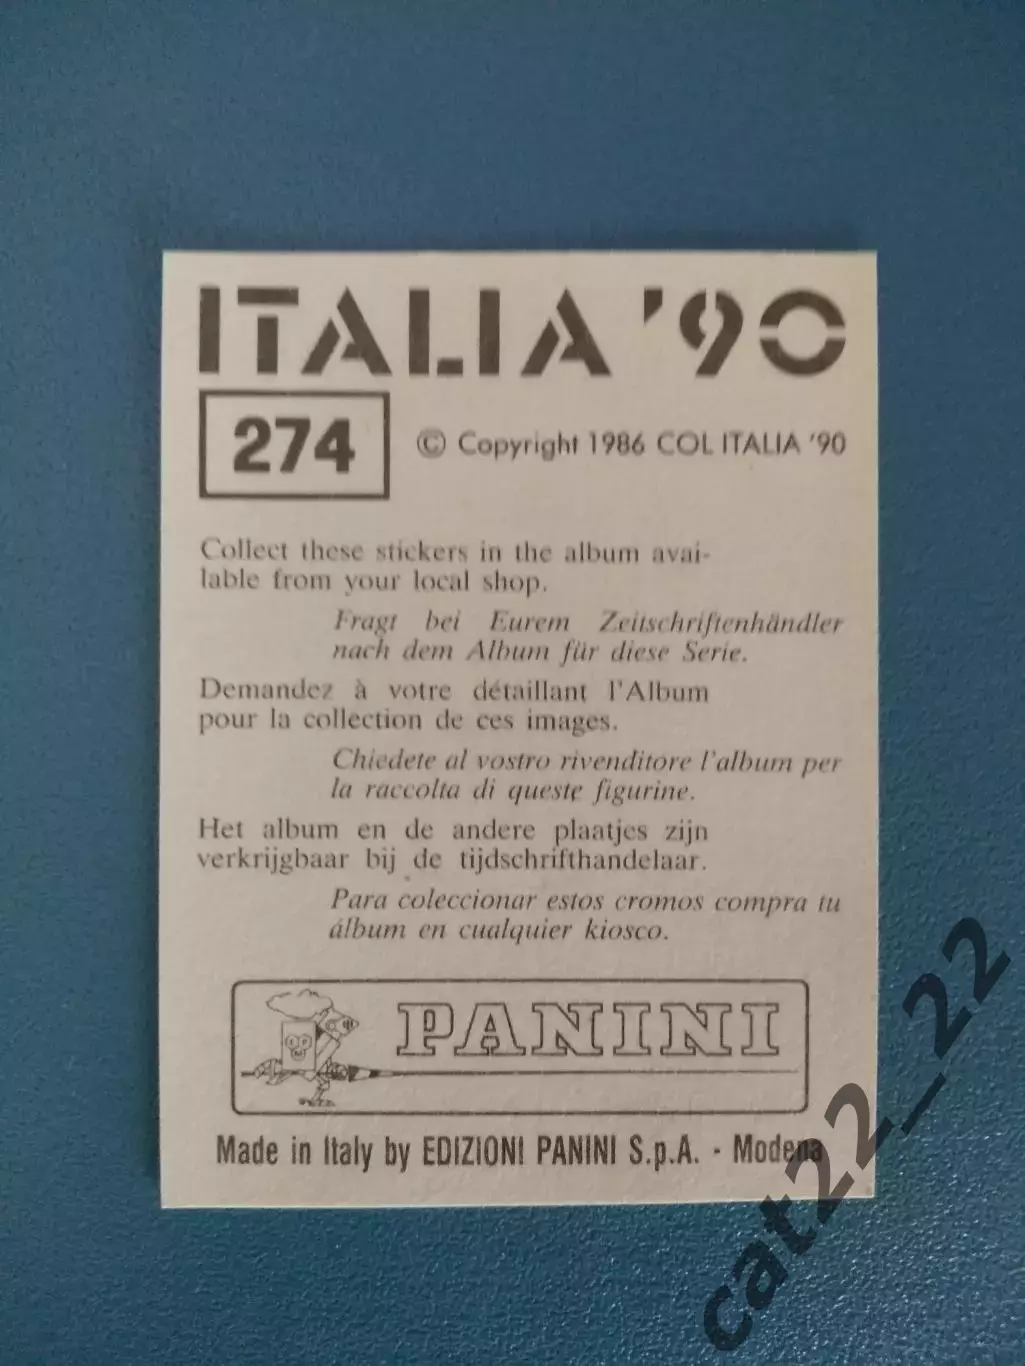 ITALIA '90
274
© Copyright 1986 COL ITALIA '90
Collect these stickers in the album avai-
lable from your local shop.
Fragt bei Eurem Zeitschriftenhändler
nach dem Album für diese Serie.
Demandez à votre détaillant l'Album
pour la collection de ces images.
Chiedete al vostro rivenditore l'album per
la raccolta di queste figurine.
Het album en de andere plaatjes zijn
verkrijgbaar bij de tijdschrifthandelaar.
Para coleccionar estos cromos compra tu
álbum en cualquier kiosco.
PANINI
Made in Italy by EDIZIONI PANINI S.p.A. - Modena
cat22_22